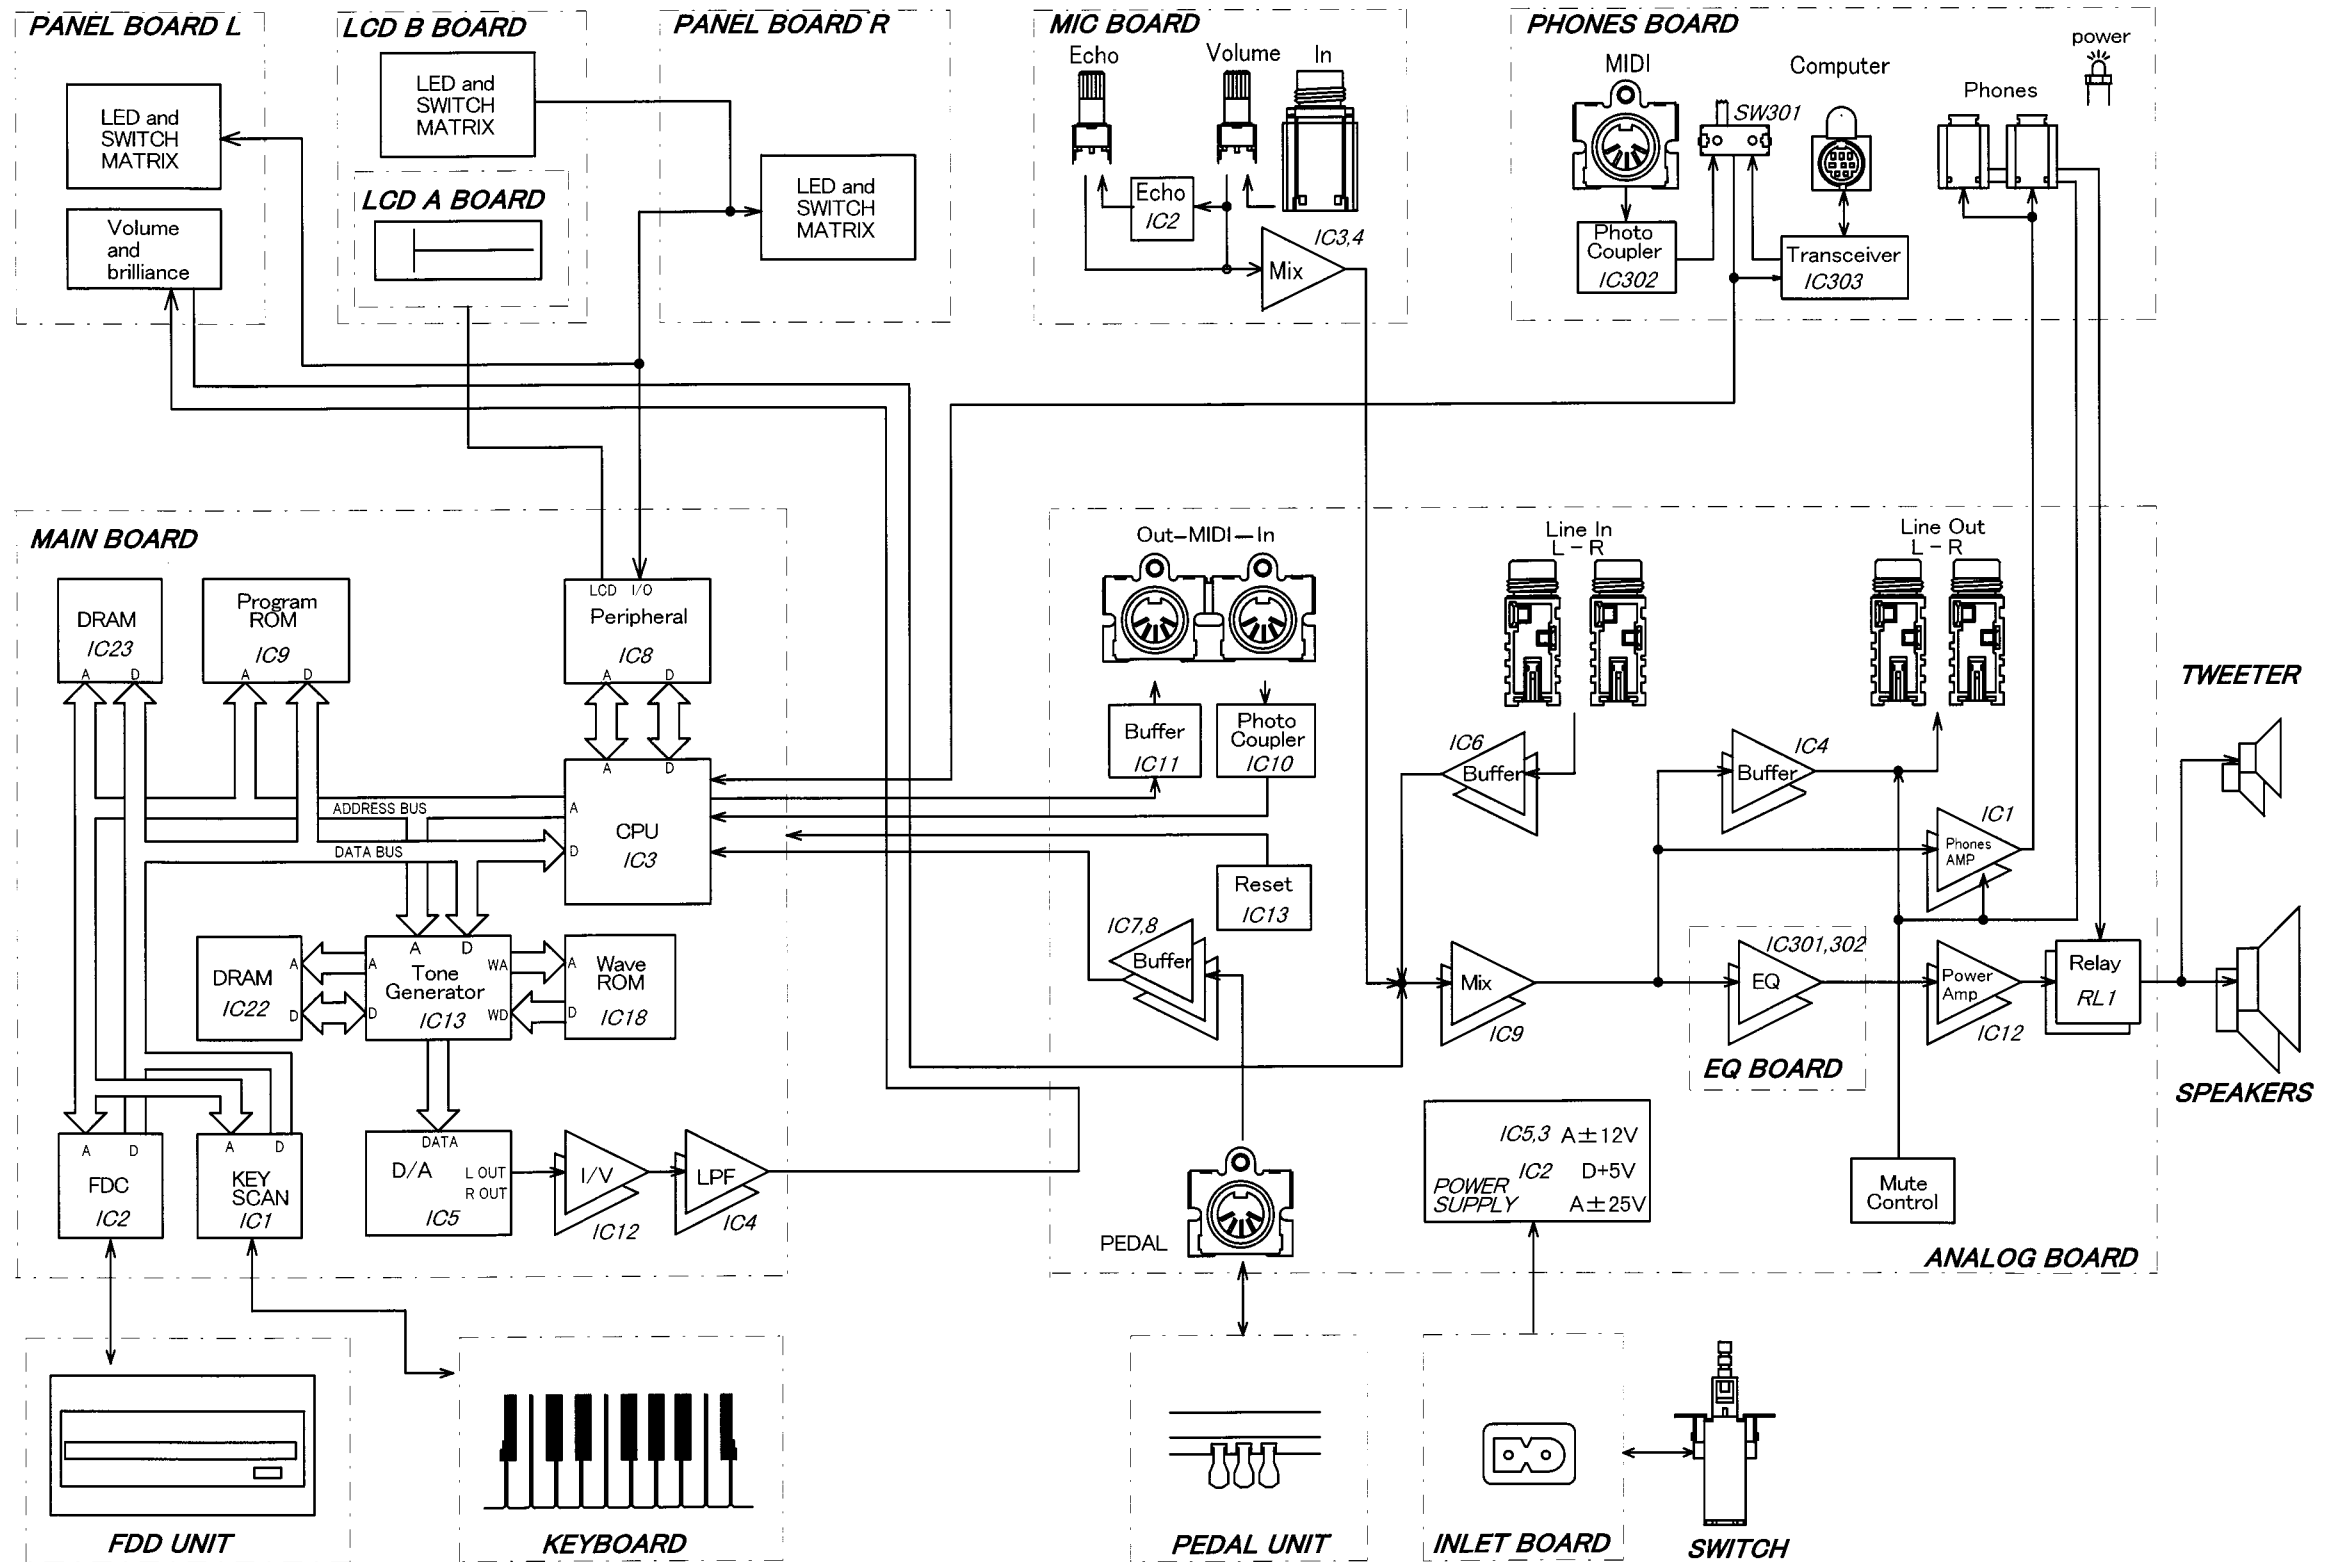 PANEL BOARD L
LED and
SWITCH
MATRIX
Volume
and
brilliance
LCD B BOARD
LED and
SWITCH
MATRIX
LCD A BOARD
PANEL BOARD R
LED and
SWITCH
MATRIX
MIC BOARD
Echo
Volume
In
Echo
IC2
IC3,4
Mix
PHONES BOARD
power
MIDI
Computer
Phones
SW301
Photo
Coupler
IC302
Transceiver
IC303
MAIN BOARD
DRAM
IC23
A D
Program
ROM
IC9
A D
LCD I/O
Peripheral
IC8
A D
A D
ADDRESS BUS
A
CPU
IC3
DATA BUS
D
A D
Tone
Generator
IC13
A
D
WA
WD
DRAM
IC22
A
D
Wave
ROM
IC18
A
D
A D
FDC
IC2
A D
KEY
SCAN
IC1
DATA
D/A
L OUT
R OUT
IC5
I/V
IC12
LPF
IC4
Out-MIDI-In
Buffer
IC11
Photo
Coupler
IC10
Reset
IC13
IC7,8
Buffer
PEDAL
Line In
L - R
IC6
Buffer
Line Out
L - R
IC4
Buffer
IC1
Phones
AMP
Mix
IC9
IC301,302
EQ
EQ BOARD
Power
Amp
IC12
Relay
RL1
TWEETER
SPEAKERS
IC5,3 A±12V
IC2 D+5V
POWER
SUPPLY A±25V
Mute
Control
ANALOG BOARD
FDD UNIT
KEYBOARD
PEDAL UNIT
INLET BOARD
SWITCH